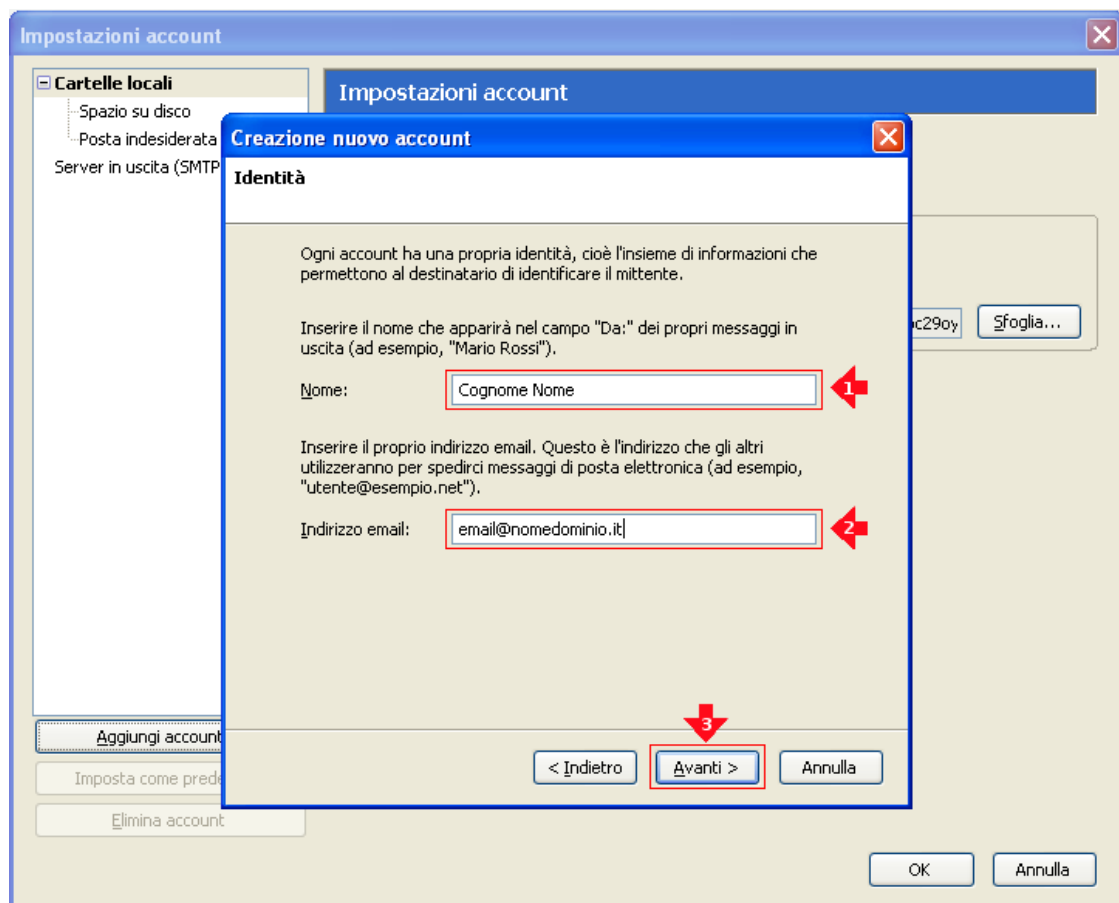 Impostazioni account
Cartelle locali
Spazio su disco
Posta indesiderata
Server in uscita (SMTP
Impostazioni account
Creazione nuovo account
Identità
Ogni account ha una propria identità, cioè l'insieme di informazioni che
permettono al destinatario di identificare il mittente.
Inserire il nome che apparirà nel campo "Da:" dei propri messaggi in
uscita (ad esempio, "Mario Rossi").
Nome:
Cognome Nome
1
Inserire il proprio indirizzo email. Questo è l'indirizzo che gli altri
utilizzeranno per spedirci messaggi di posta elettronica (ad esempio,
"utente@esempio.net").
Indirizzo email:
email@nomedominio.it
2
3
< Indietro
Avanti >
Annulla
c29oy
Sfoglia...
Aggiungi account
Imposta come prede
Elimina account
OK
Annulla